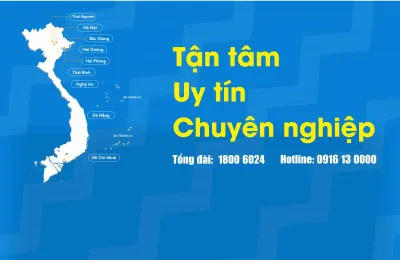 Thái Nguyên
Hà Nội
Bắc Giang
Hải Dương
Hải Phòng
Thái Bình
Nghệ An
Đà Nẵng
Hồ Chí Minh
Tận tâm
Uy tín
Chuyên nghiệp
Tổng đài: 1800 6024 Hotline: 0916 13 0000